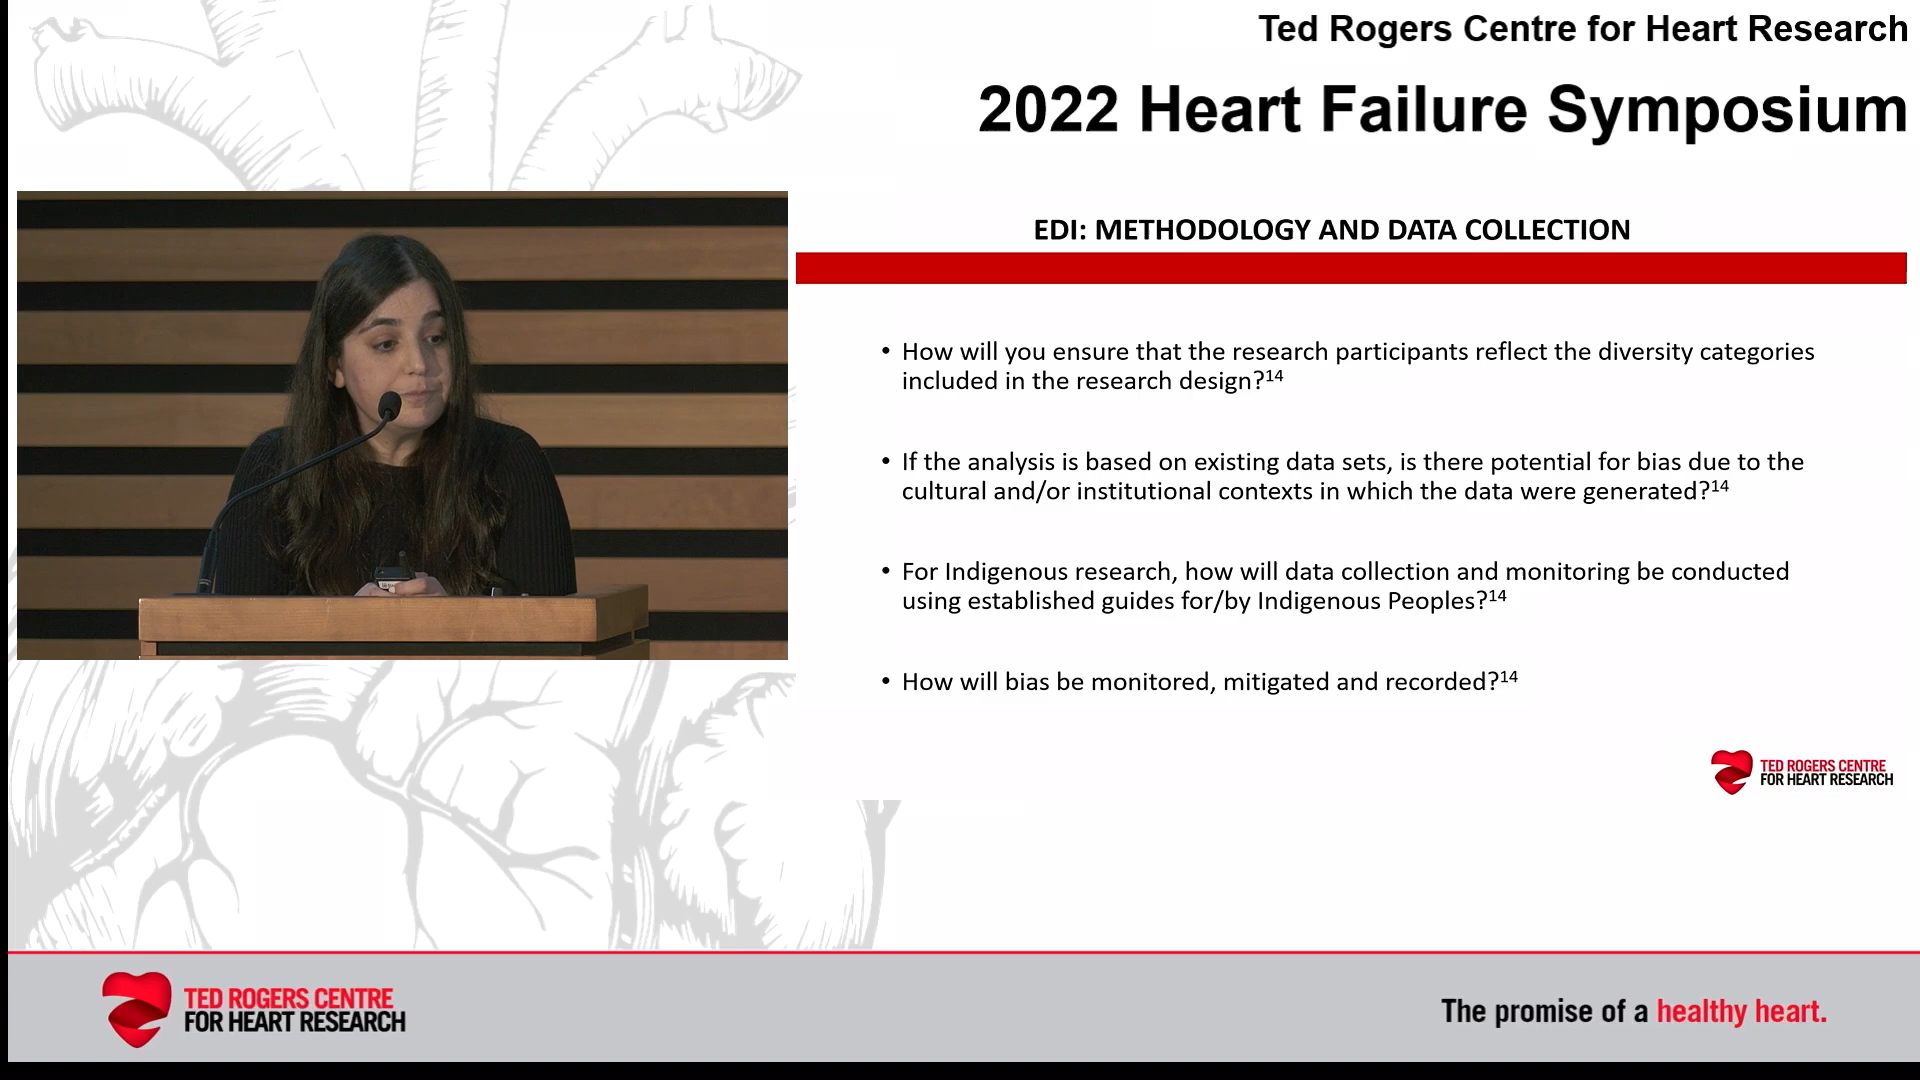 Ted Rogers Centre for Heart Research
2022 Heart Failure Symposium
EDI: METHODOLOGY AND DATA COLLECTION
• How will you ensure that the research participants reflect the diversity categories
included in the research design?¹⁴
• If the analysis is based on existing data sets, is there potential for bias due to the
cultural and/or institutional contexts in which the data were generated?¹⁴
• For Indigenous research, how will data collection and monitoring be conducted
using established guides for/by Indigenous Peoples?¹⁴
• How will bias be monitored, mitigated and recorded?¹⁴
TED ROGERS CENTRE
FOR HEART RESEARCH
TED ROGERS CENTRE
FOR HEART RESEARCH
The promise of a healthy heart.